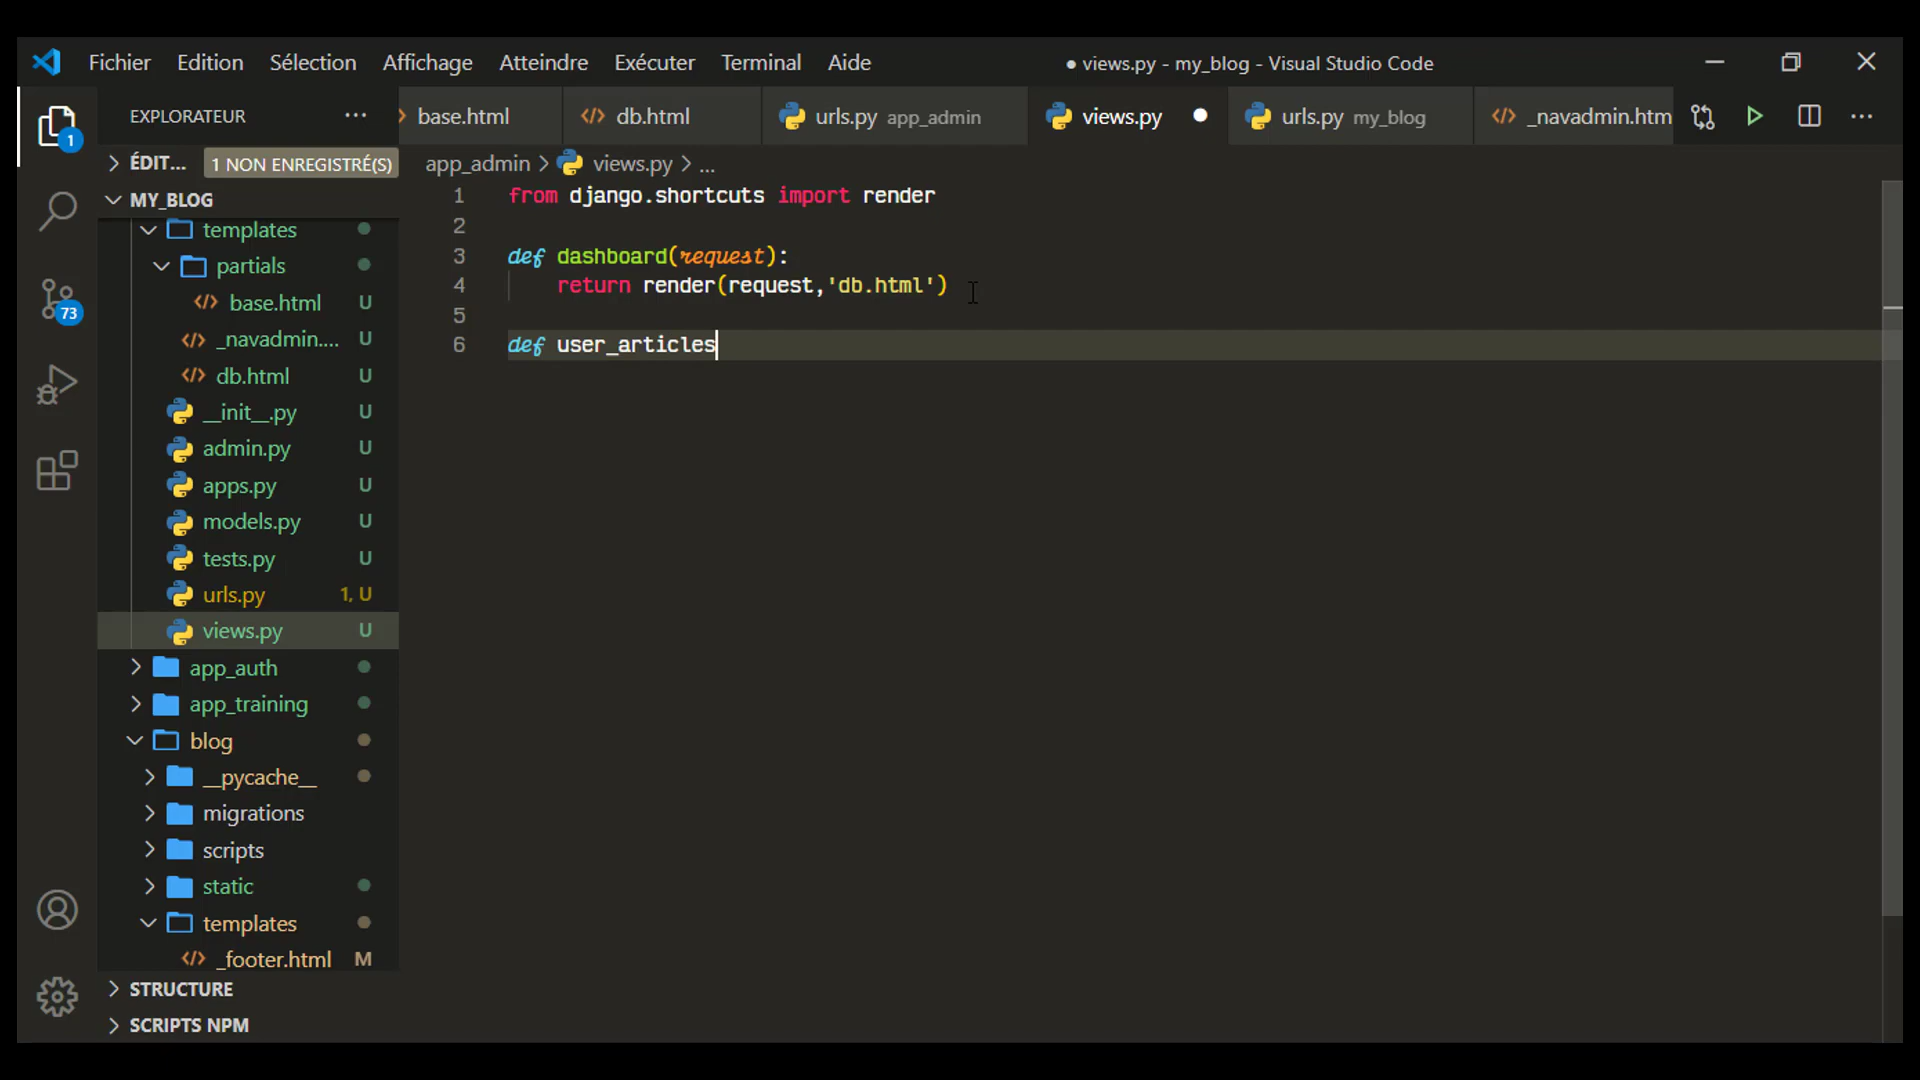 Fichier Edition Sélection Affichage Atteindre Exécuter Terminal Aide ● views.py - my_blog - Visual Studio Code
EXPLORATEUR ··· base.html db.html urls.py app_admin views.py urls.py my_blog _navadmin.htm ···
ÉDIT... 1 NON ENREGISTRÉ(S) app_admin > views.py > ...
MY_BLOG
1 from django.shortcuts import render
2
3 def dashboard(request):
4 return render(request,'db.html')
5
6 def user_articles
templates
partials
base.html U
_navadmin.... U
db.html U
__init__.py U
admin.py U
apps.py U
models.py U
tests.py U
urls.py 1, U
views.py U
app_auth
app_training
blog
__pycache__
migrations
scripts
static
templates
_footer.html M
STRUCTURE
SCRIPTS NPM
1
73